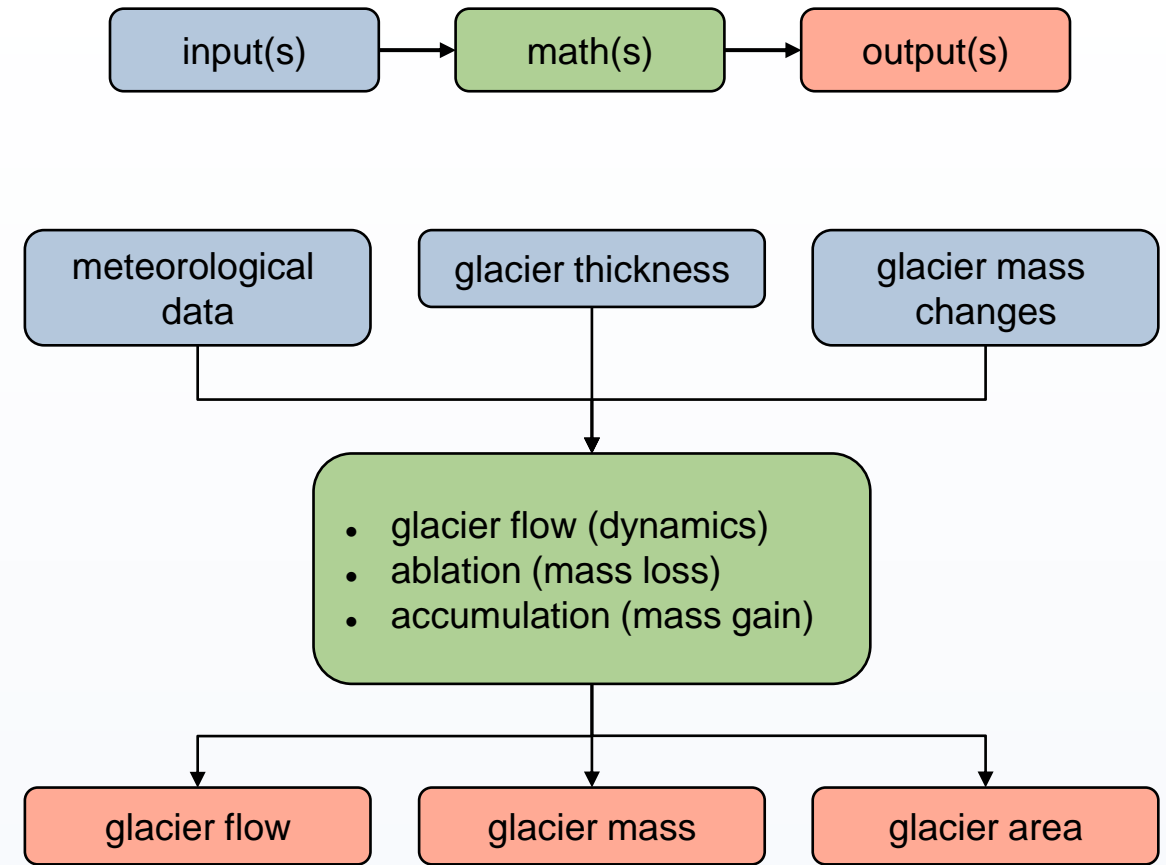 input(s)
math(s)
output(s)
meteorological
data
glacier thickness
glacier mass
changes
• glacier flow (dynamics)
• ablation (mass loss)
• accumulation (mass gain)
glacier flow
glacier mass
glacier area